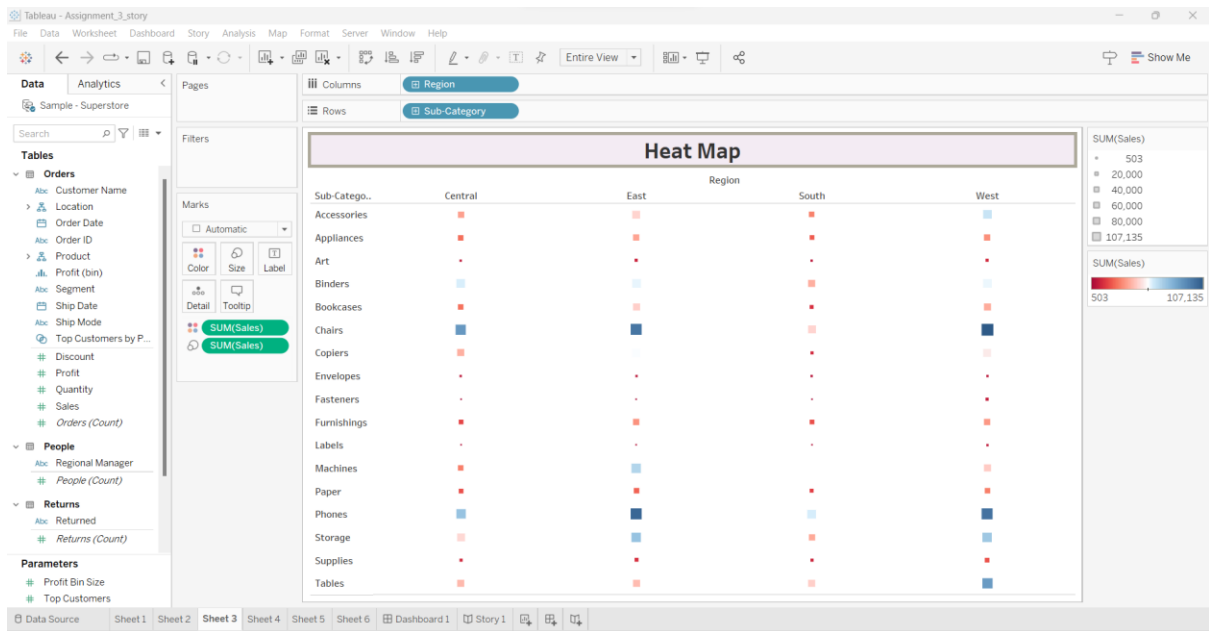 Tableau - Assignment_3_story
File Data Worksheet Dashboard Story Analysis Map Format Server Window Help
Entire View
Show Me
Data Analytics
Sample - Superstore
Search
Tables
Orders
Abc Customer Name
Location
Order Date
Abc Order ID
Product
Profit (bin)
Abc Segment
Ship Date
Abc Ship Mode
Top Customers by P...
# Discount
# Profit
# Quantity
# Sales
# Orders (Count)
People
Abc Regional Manager
# People (Count)
Returns
Abc Returned
# Returns (Count)
Parameters
# Profit Bin Size
# Top Customers
Pages
Filters
Marks
Automatic
Color Size Label
Detail Tooltip
SUM(Sales)
SUM(Sales)
Columns Region
Rows Sub-Category
Heat Map
Region
Sub-Catego.. Central East South West
Accessories
Appliances
Art
Binders
Bookcases
Chairs
Copiers
Envelopes
Fasteners
Furnishings
Labels
Machines
Paper
Phones
Storage
Supplies
Tables
SUM(Sales)
503
20,000
40,000
60,000
80,000
107,135
SUM(Sales)
503 107,135
Data Source Sheet 1 Sheet 2 Sheet 3 Sheet 4 Sheet 5 Sheet 6 Dashboard 1 Story 1